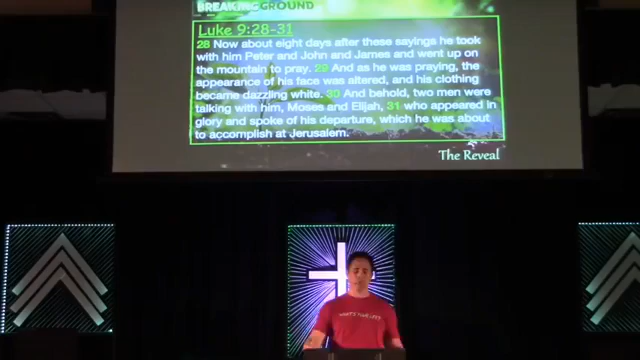 BREAKINGROUND
Luke 9:28-31
28 Now about eight days after these sayings he took
with him Peter and John and James and went up on
the mountain to pray. 29 And as he was praying, the
appearance of his face was altered, and his clothing
became dazzling white. 30 And behold, two men were
talking with him, Moses and Elijah, 31 who appeared in
glory and spoke of his departure, which he was about
to accomplish at Jerusalem.
The Reveal